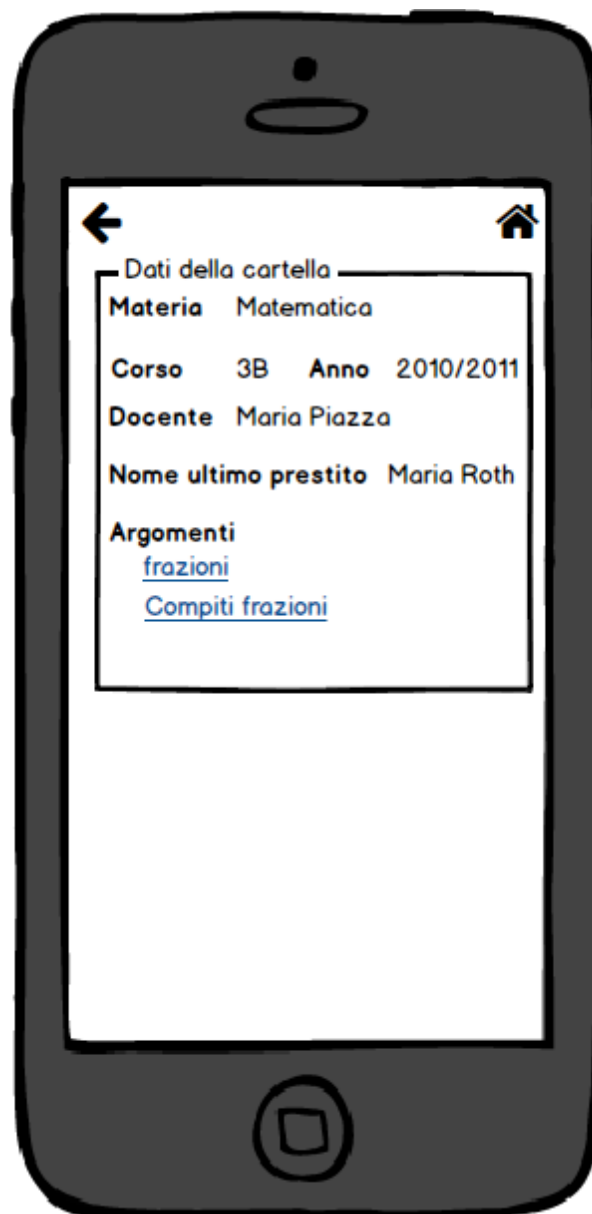 Dati della cartella
Materia Matematica
Corso 3B Anno 2010/2011
Docente Maria Piazza
Nome ultimo prestito Maria Roth
Argomenti
frazioni
Compiti frazioni